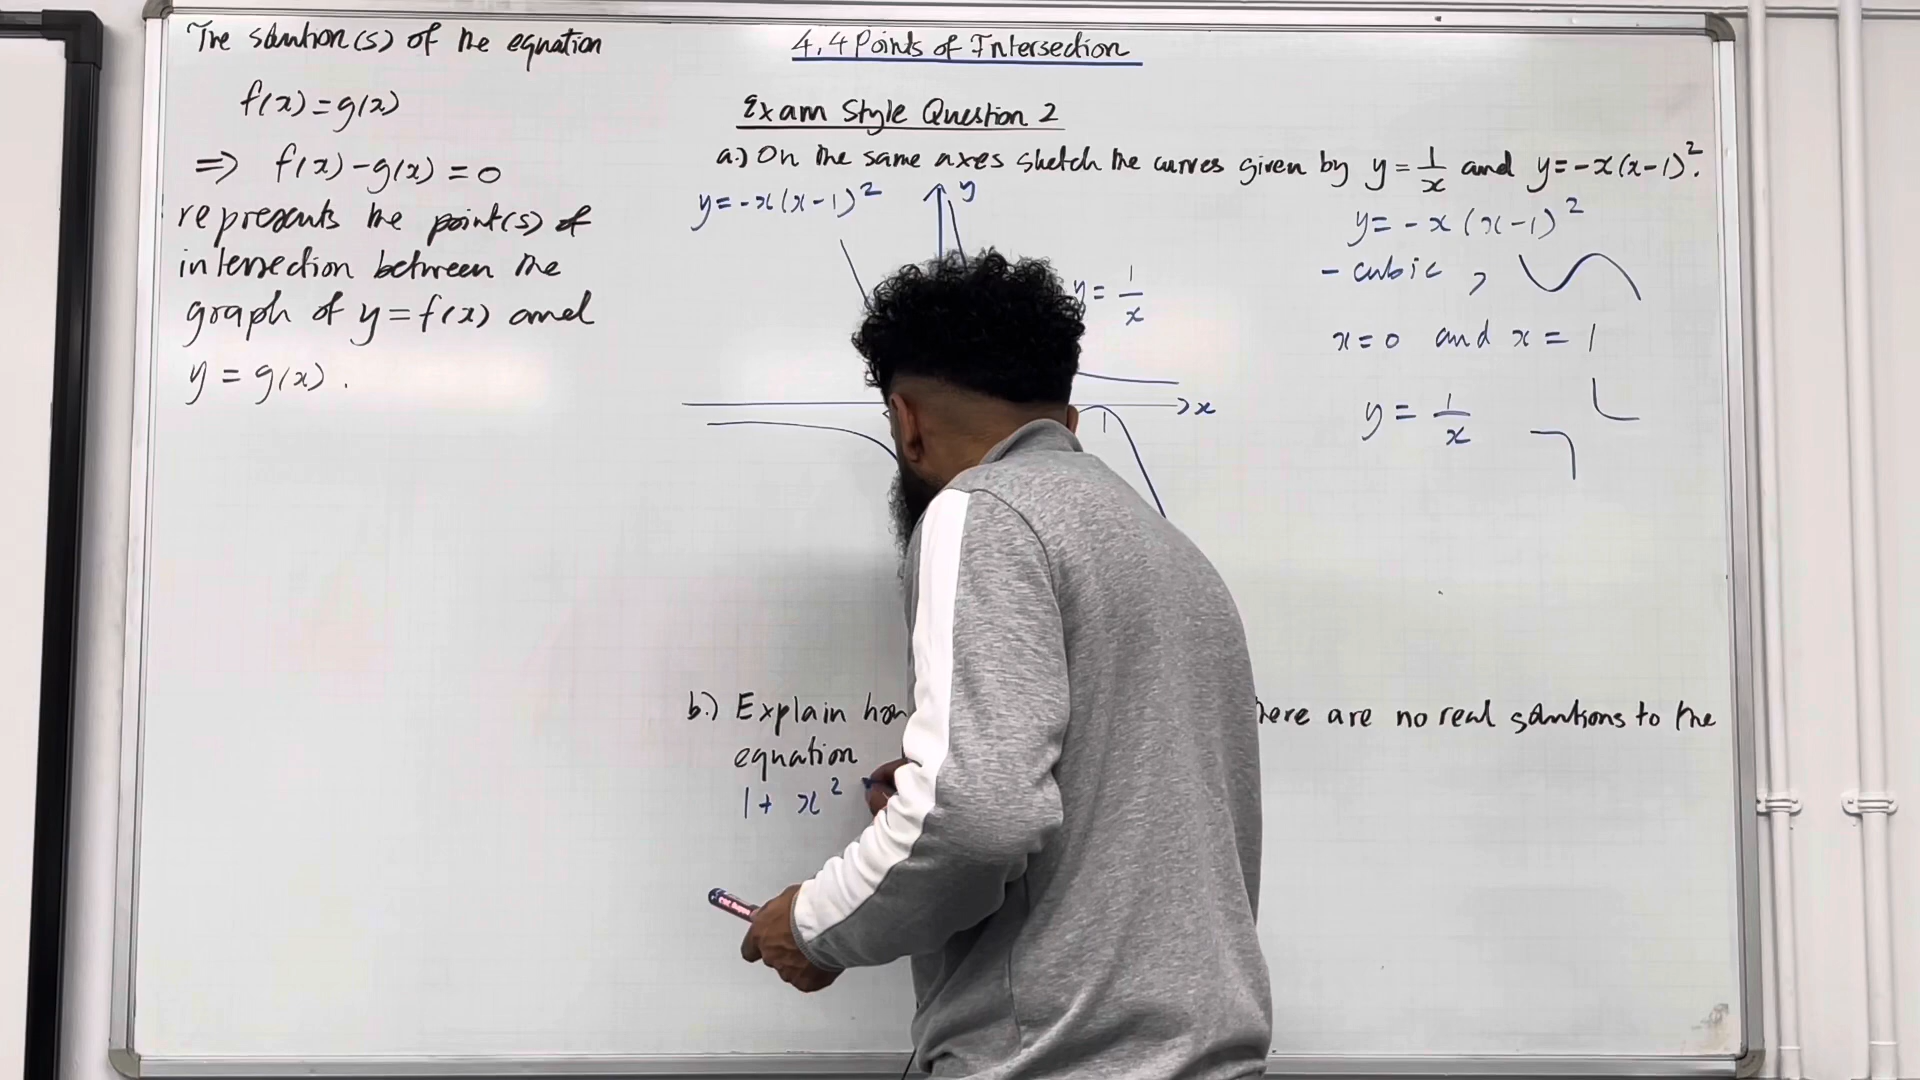 The solution(s) of the equation
f(x)=g(x)
=> f(x)-g(x)=0
represents the point(s) of
intersection between the
graph of y=f(x) and
y=g(x).
4.4 Points of Intersection
Exam Style Question 2
a.) On the same axes sketch the curves given by y = 1/x and y=-x(x-1)².
y=-x(x-1)²
y
y = 1/x
x
1
y=-x(x-1)²
-cubic,
x=0 and x=1
y = 1/x
b.) Explain how here are no real solutions to the
equation
1+ x²